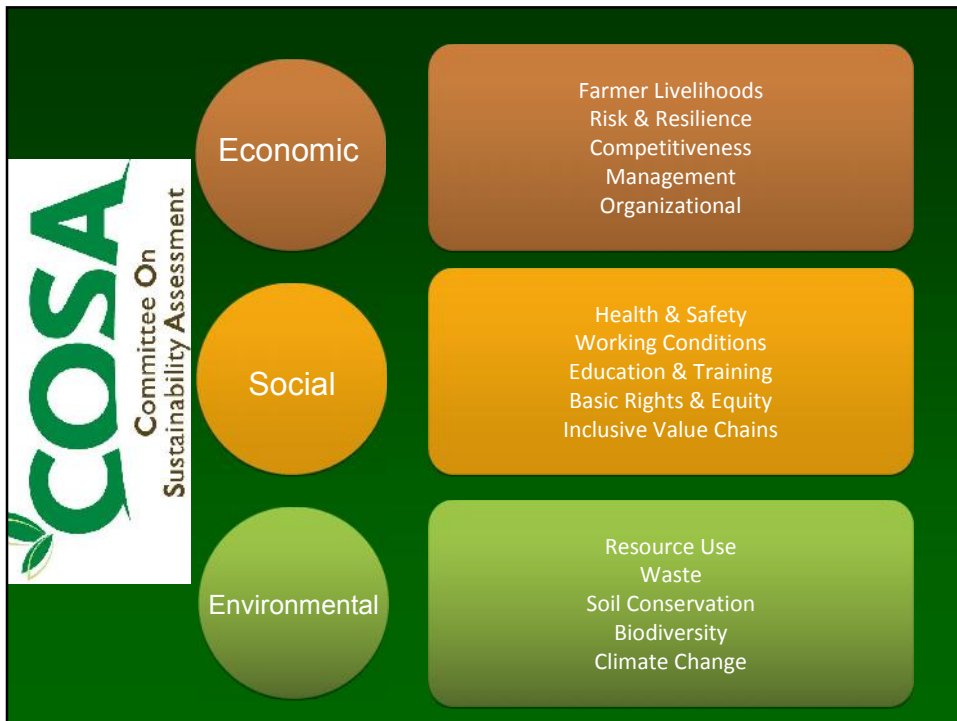 COSA
Committee On
Sustainability Assessment
Economic
Farmer Livelihoods
Risk & Resilience
Competitiveness
Management
Organizational
Social
Health & Safety
Working Conditions
Education & Training
Basic Rights & Equity
Inclusive Value Chains
Environmental
Resource Use
Waste
Soil Conservation
Biodiversity
Climate Change